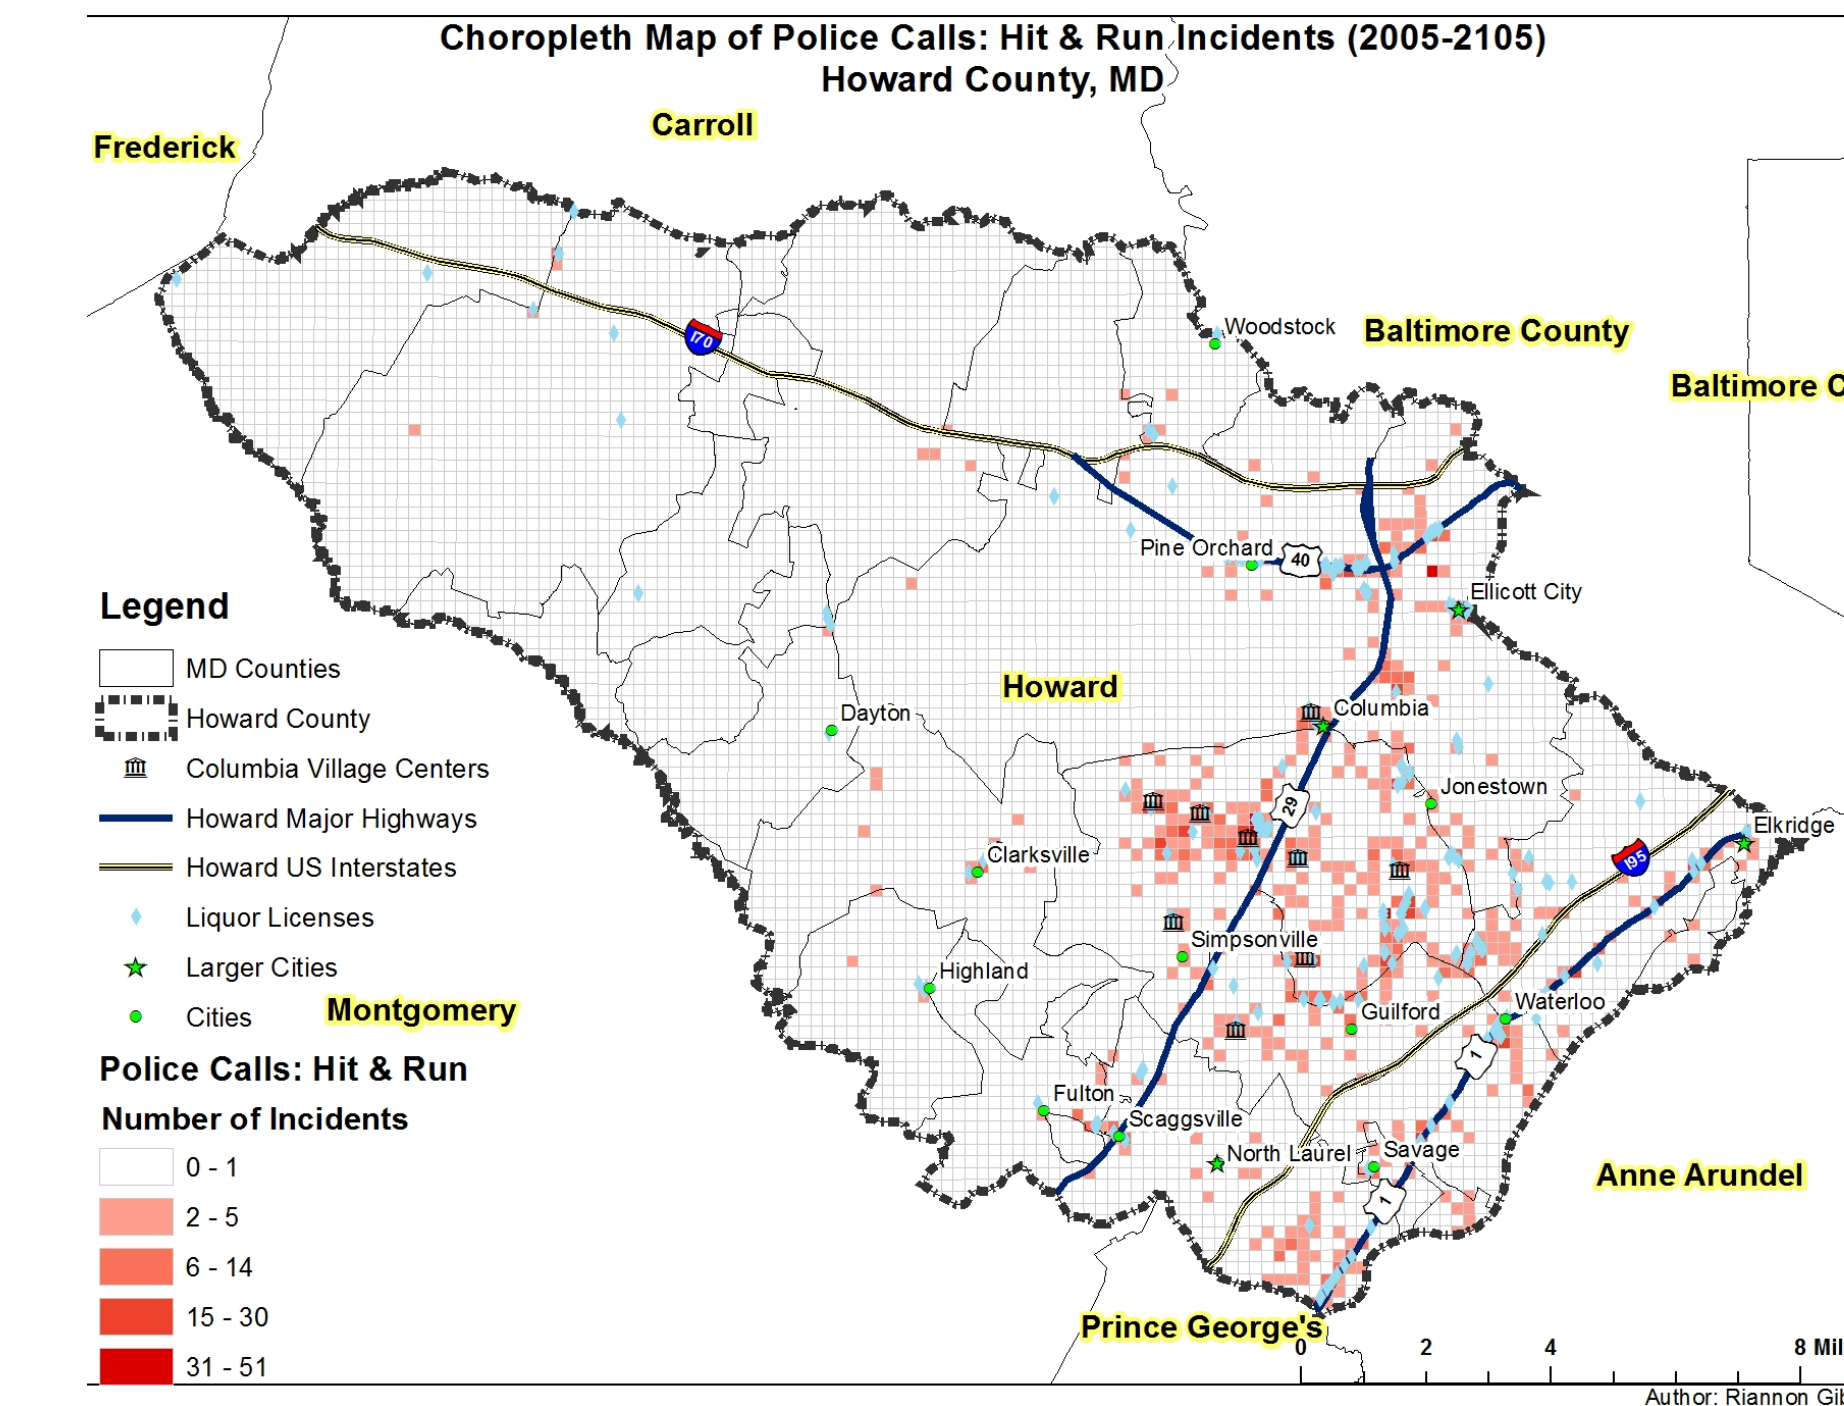 Choropleth Map of Police Calls: Hit & Run Incidents (2005-2105)
Howard County, MD
Carroll
Frederick
Woodstock
Baltimore County
Baltimore C
I70
Pine Orchard
40
Ellicott City
Howard
Columbia
Dayton
Jonestown
29
Elkridge
I95
Clarksville
Simpsonville
Highland
Waterloo
Guilford
1
Fulton
Scaggsville
North Laurel
Savage
1
Anne Arundel
Montgomery
Prince George's
Legend
MD Counties
Howard County
Columbia Village Centers
Howard Major Highways
Howard US Interstates
Liquor Licenses
Larger Cities
Cities
Police Calls: Hit & Run
Number of Incidents
0 - 1
2 - 5
6 - 14
15 - 30
31 - 51
0 2 4 8 Mil
Author: Riannon Gib